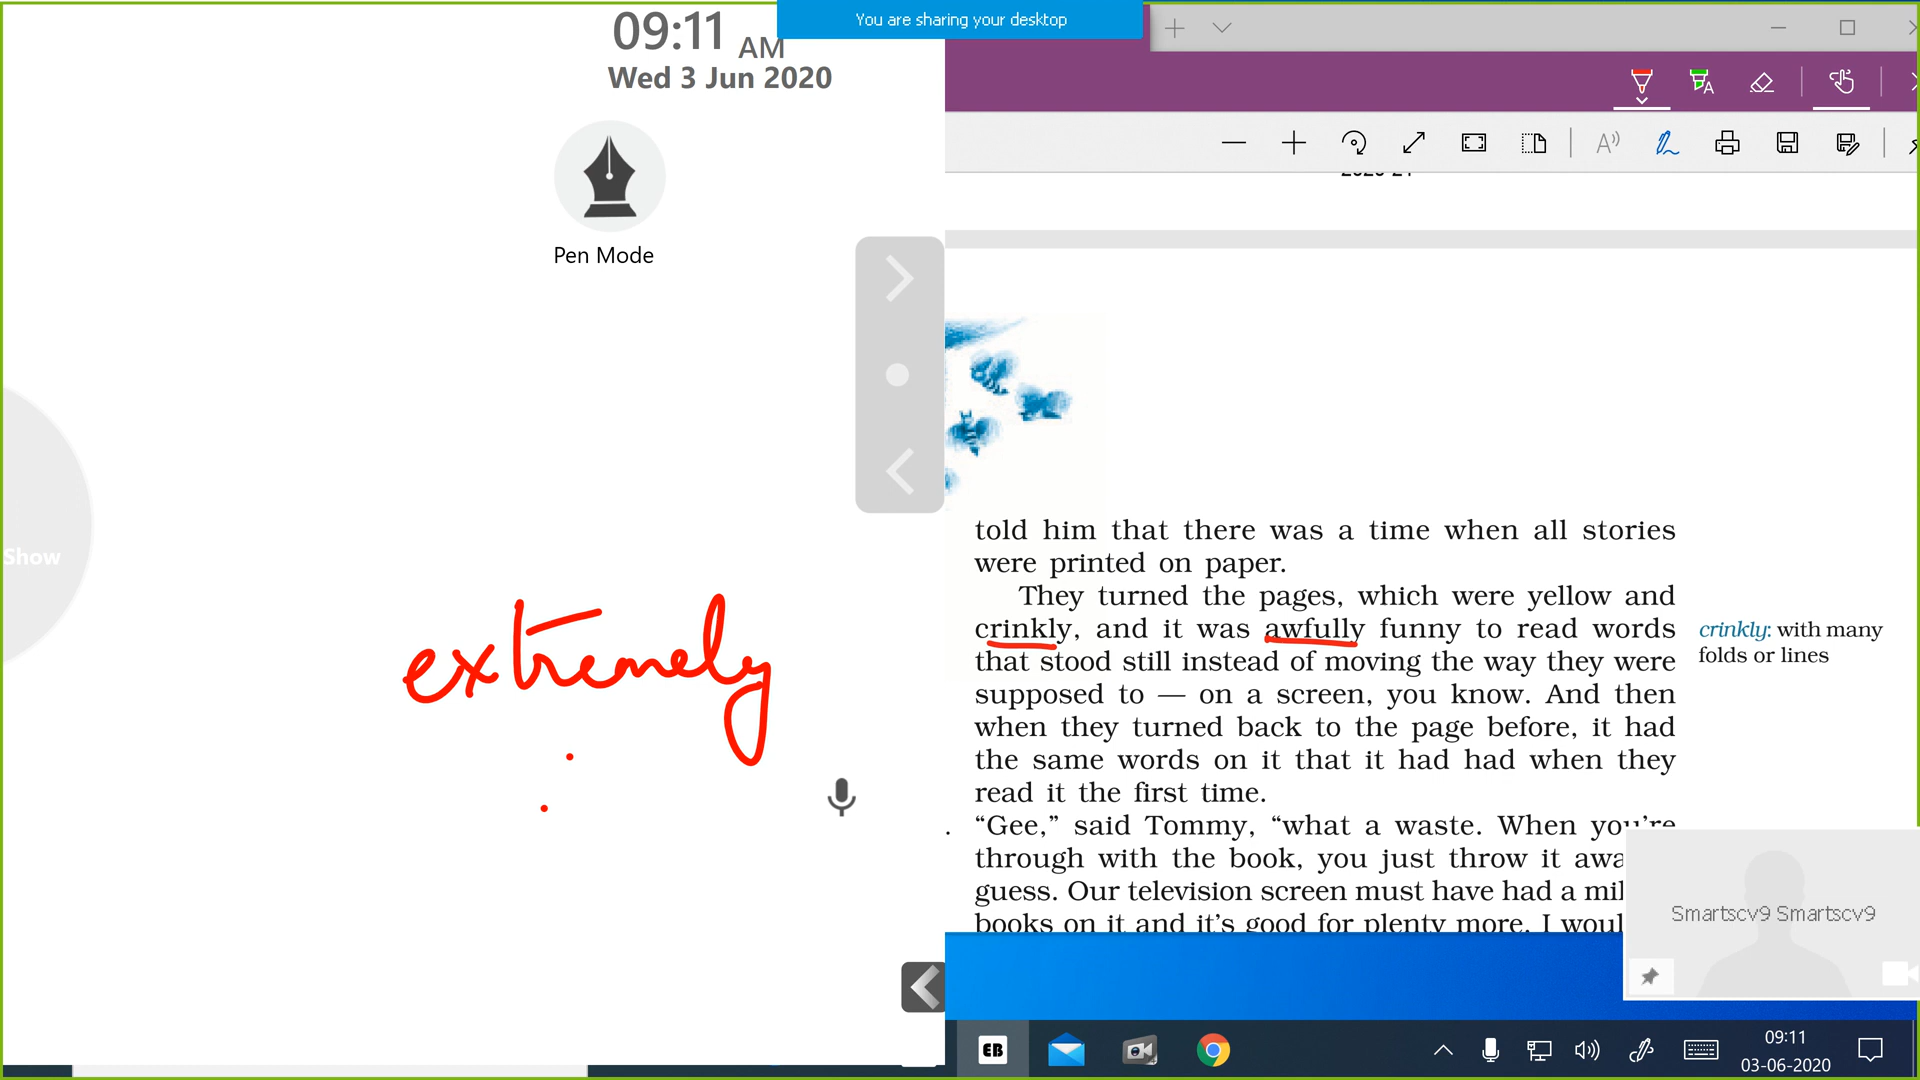 You are sharing your desktop
09:11 AM
Wed 3 Jun 2020
Pen Mode
Show
extremely
told him that there was a time when all stories
were printed on paper.
They turned the pages, which were yellow and
crinkly, and it was awfully funny to read words
that stood still instead of moving the way they were
supposed to — on a screen, you know. And then
when they turned back to the page before, it had
the same words on it that it had had when they
read it the first time.
“Gee,” said Tommy, “what a waste. When you’re
through with the book, you just throw it
guess. Our television screen must have had a
books on it and it’s good for plenty more. I
crinkly: with many
folds or lines
Smartscv9 Smartscv9
EB
09:11
03-06-2020